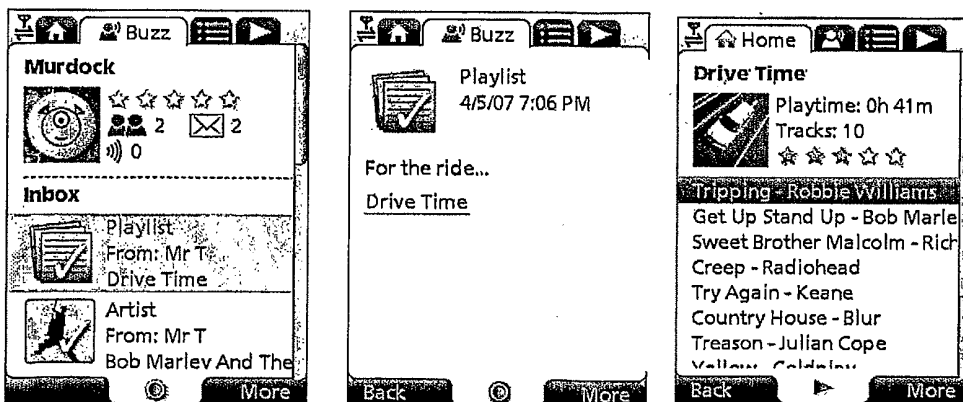 Buzz
Murdock
2 2
0
Inbox
Playlist
From: Mr T
Drive Time
Artist
From: Mr T
Bob Marley And The
More
Buzz
Playlist
4/5/07 7:06 PM
For the ride...
Drive Time
Back More
Home
Drive Time
Playtime: 0h 41m
Tracks: 10
Tripping - Robbie Williams
Get Up Stand Up - Bob Marle
Sweet Brother Malcolm - Rich
Creep - Radiohead
Try Again - Keane
Country House - Blur
Treason - Julian Cope
Yellow - Coldplay
Back More